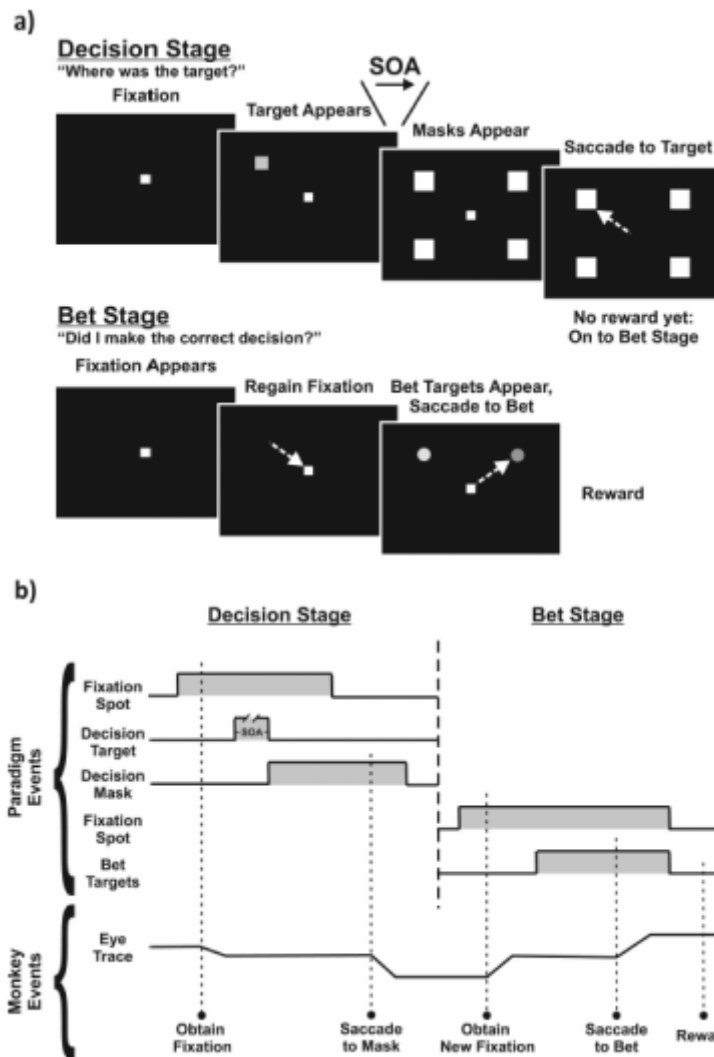 a)
Decision Stage
“Where was the target?”
SOA
Fixation
Target Appears
Masks Appear
Saccade to Target
No reward yet:
On to Bet Stage
Bet Stage
“Did I make the correct decision?”
Fixation Appears
Regain Fixation
Bet Targets Appear,
Saccade to Bet
Reward
b)
Decision Stage
Bet Stage
Paradigm
Events
Fixation
Spot
Decision
Target
SOA
Decision
Mask
Fixation
Spot
Bet
Targets
Monkey
Events
Eye
Trace
Obtain
Fixation
Saccade
to Mask
Obtain
New Fixation
Saccade
to Bet
Rewa